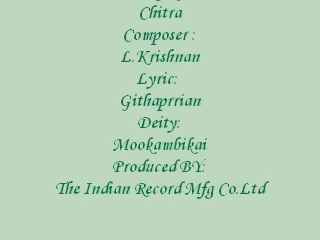 Chitra
Composer :
L.Krishnan
Lyric:
Githaprrian
Deity:
Mookambikai
Produced BY:
The Indian Record Mfg Co.Ltd